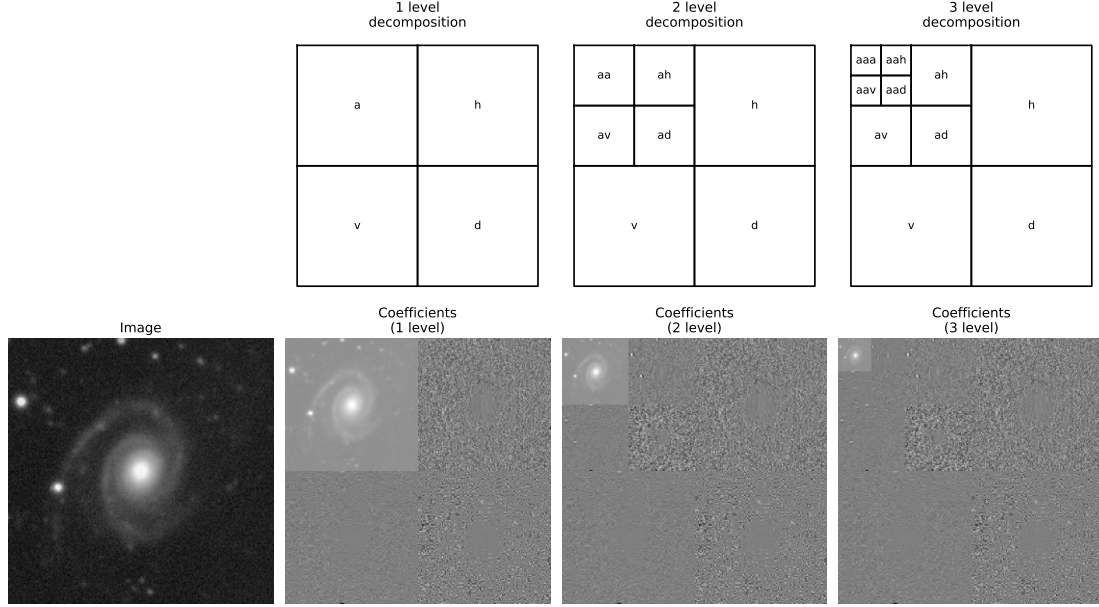 1 level
decomposition
2 level
decomposition
3 level
decomposition
a
h
v
d
aa
ah
av
ad
h
v
d
aaa
aah
aav
aad
ah
av
ad
h
v
d
Image
Coefficients
(1 level)
Coefficients
(2 level)
Coefficients
(3 level)